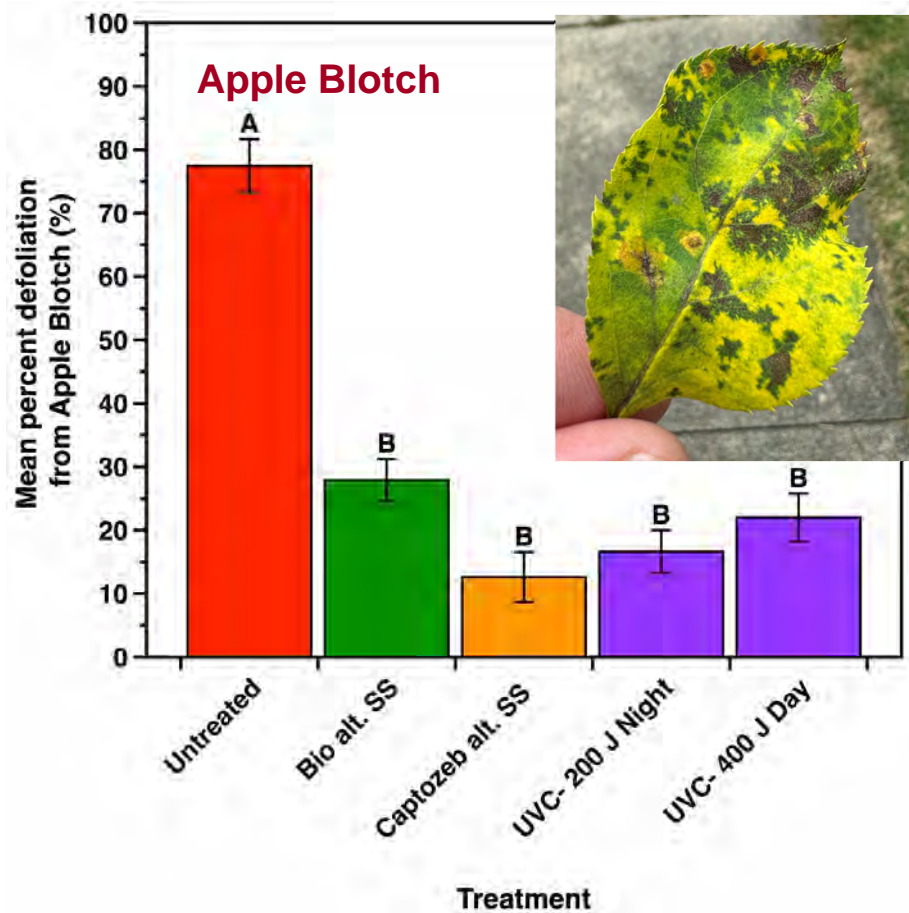 Apple Blotch
Mean percent defoliation
from Apple Blotch (%)
100
90
80
70
60
50
40
30
20
10
0
A
B
B
B
B
Untreated
Bio alt. SS
Captozeb alt. SS
UVC- 200 J Night
UVC- 400 J Day
Treatment